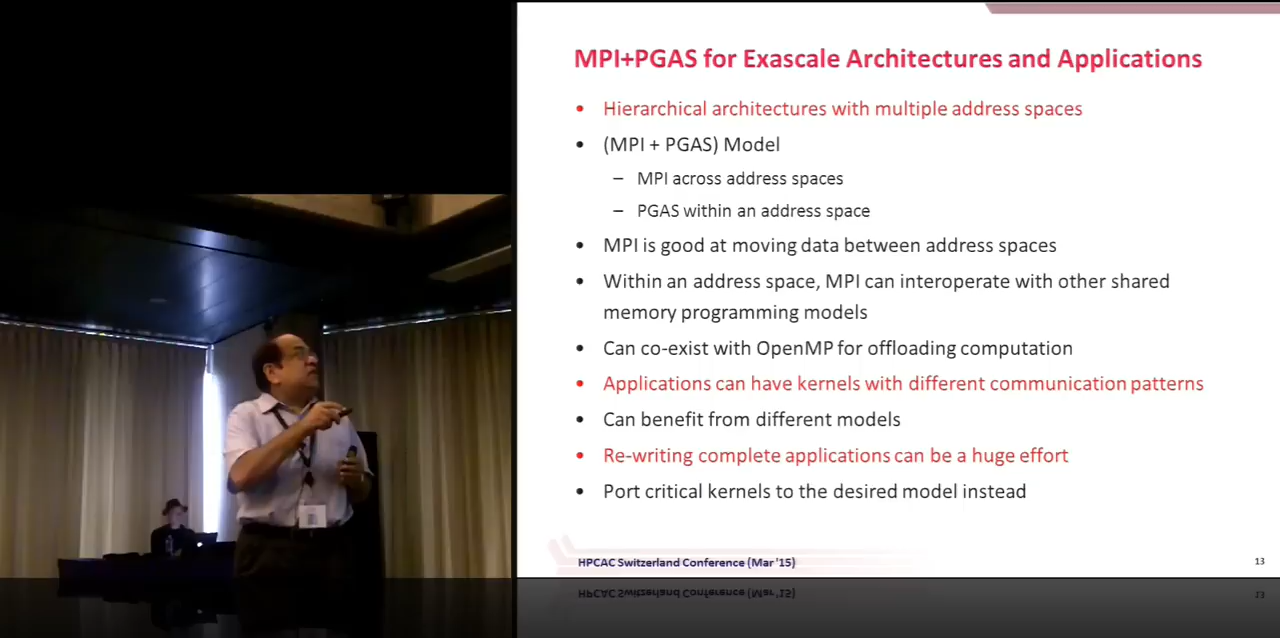 MPI+PGAS for Exascale Architectures and Applications
• Hierarchical architectures with multiple address spaces
• (MPI + PGAS) Model
– MPI across address spaces
– PGAS within an address space
• MPI is good at moving data between address spaces
• Within an address space, MPI can interoperate with other shared
memory programming models
• Can co-exist with OpenMP for offloading computation
• Applications can have kernels with different communication patterns
• Can benefit from different models
• Re-writing complete applications can be a huge effort
• Port critical kernels to the desired model instead
HPCAC Switzerland Conference (Mar '15)
13